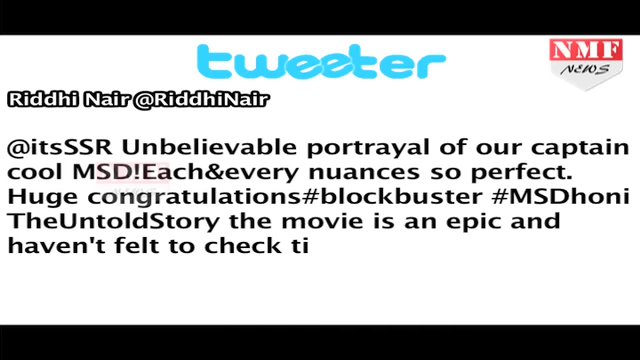 tweeter
NMF
NEWS
Riddhi Nair @RiddhiNair
@itsSSR Unbelievable portrayal of our captain
cool MSD!Each&every nuances so perfect.
Huge congratulations#blockbuster #MSDhoni
TheUntoldStory the movie is an epic and
haven't felt to check ti